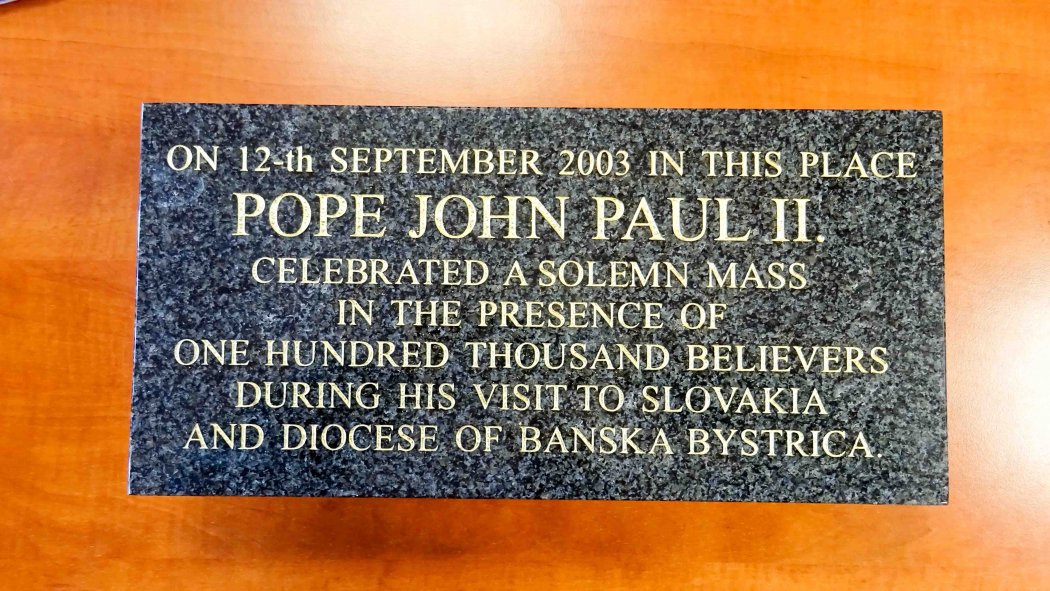 ON 12-th SEPTEMBER 2003 IN THIS PLACE
POPE JOHN PAUL II.
CELEBRATED A SOLEMN MASS
IN THE PRESENCE OF
ONE HUNDRED THOUSAND BELIEVERS
DURING HIS VISIT TO SLOVAKIA
AND DIOCESE OF BANSKA BYSTRICA.